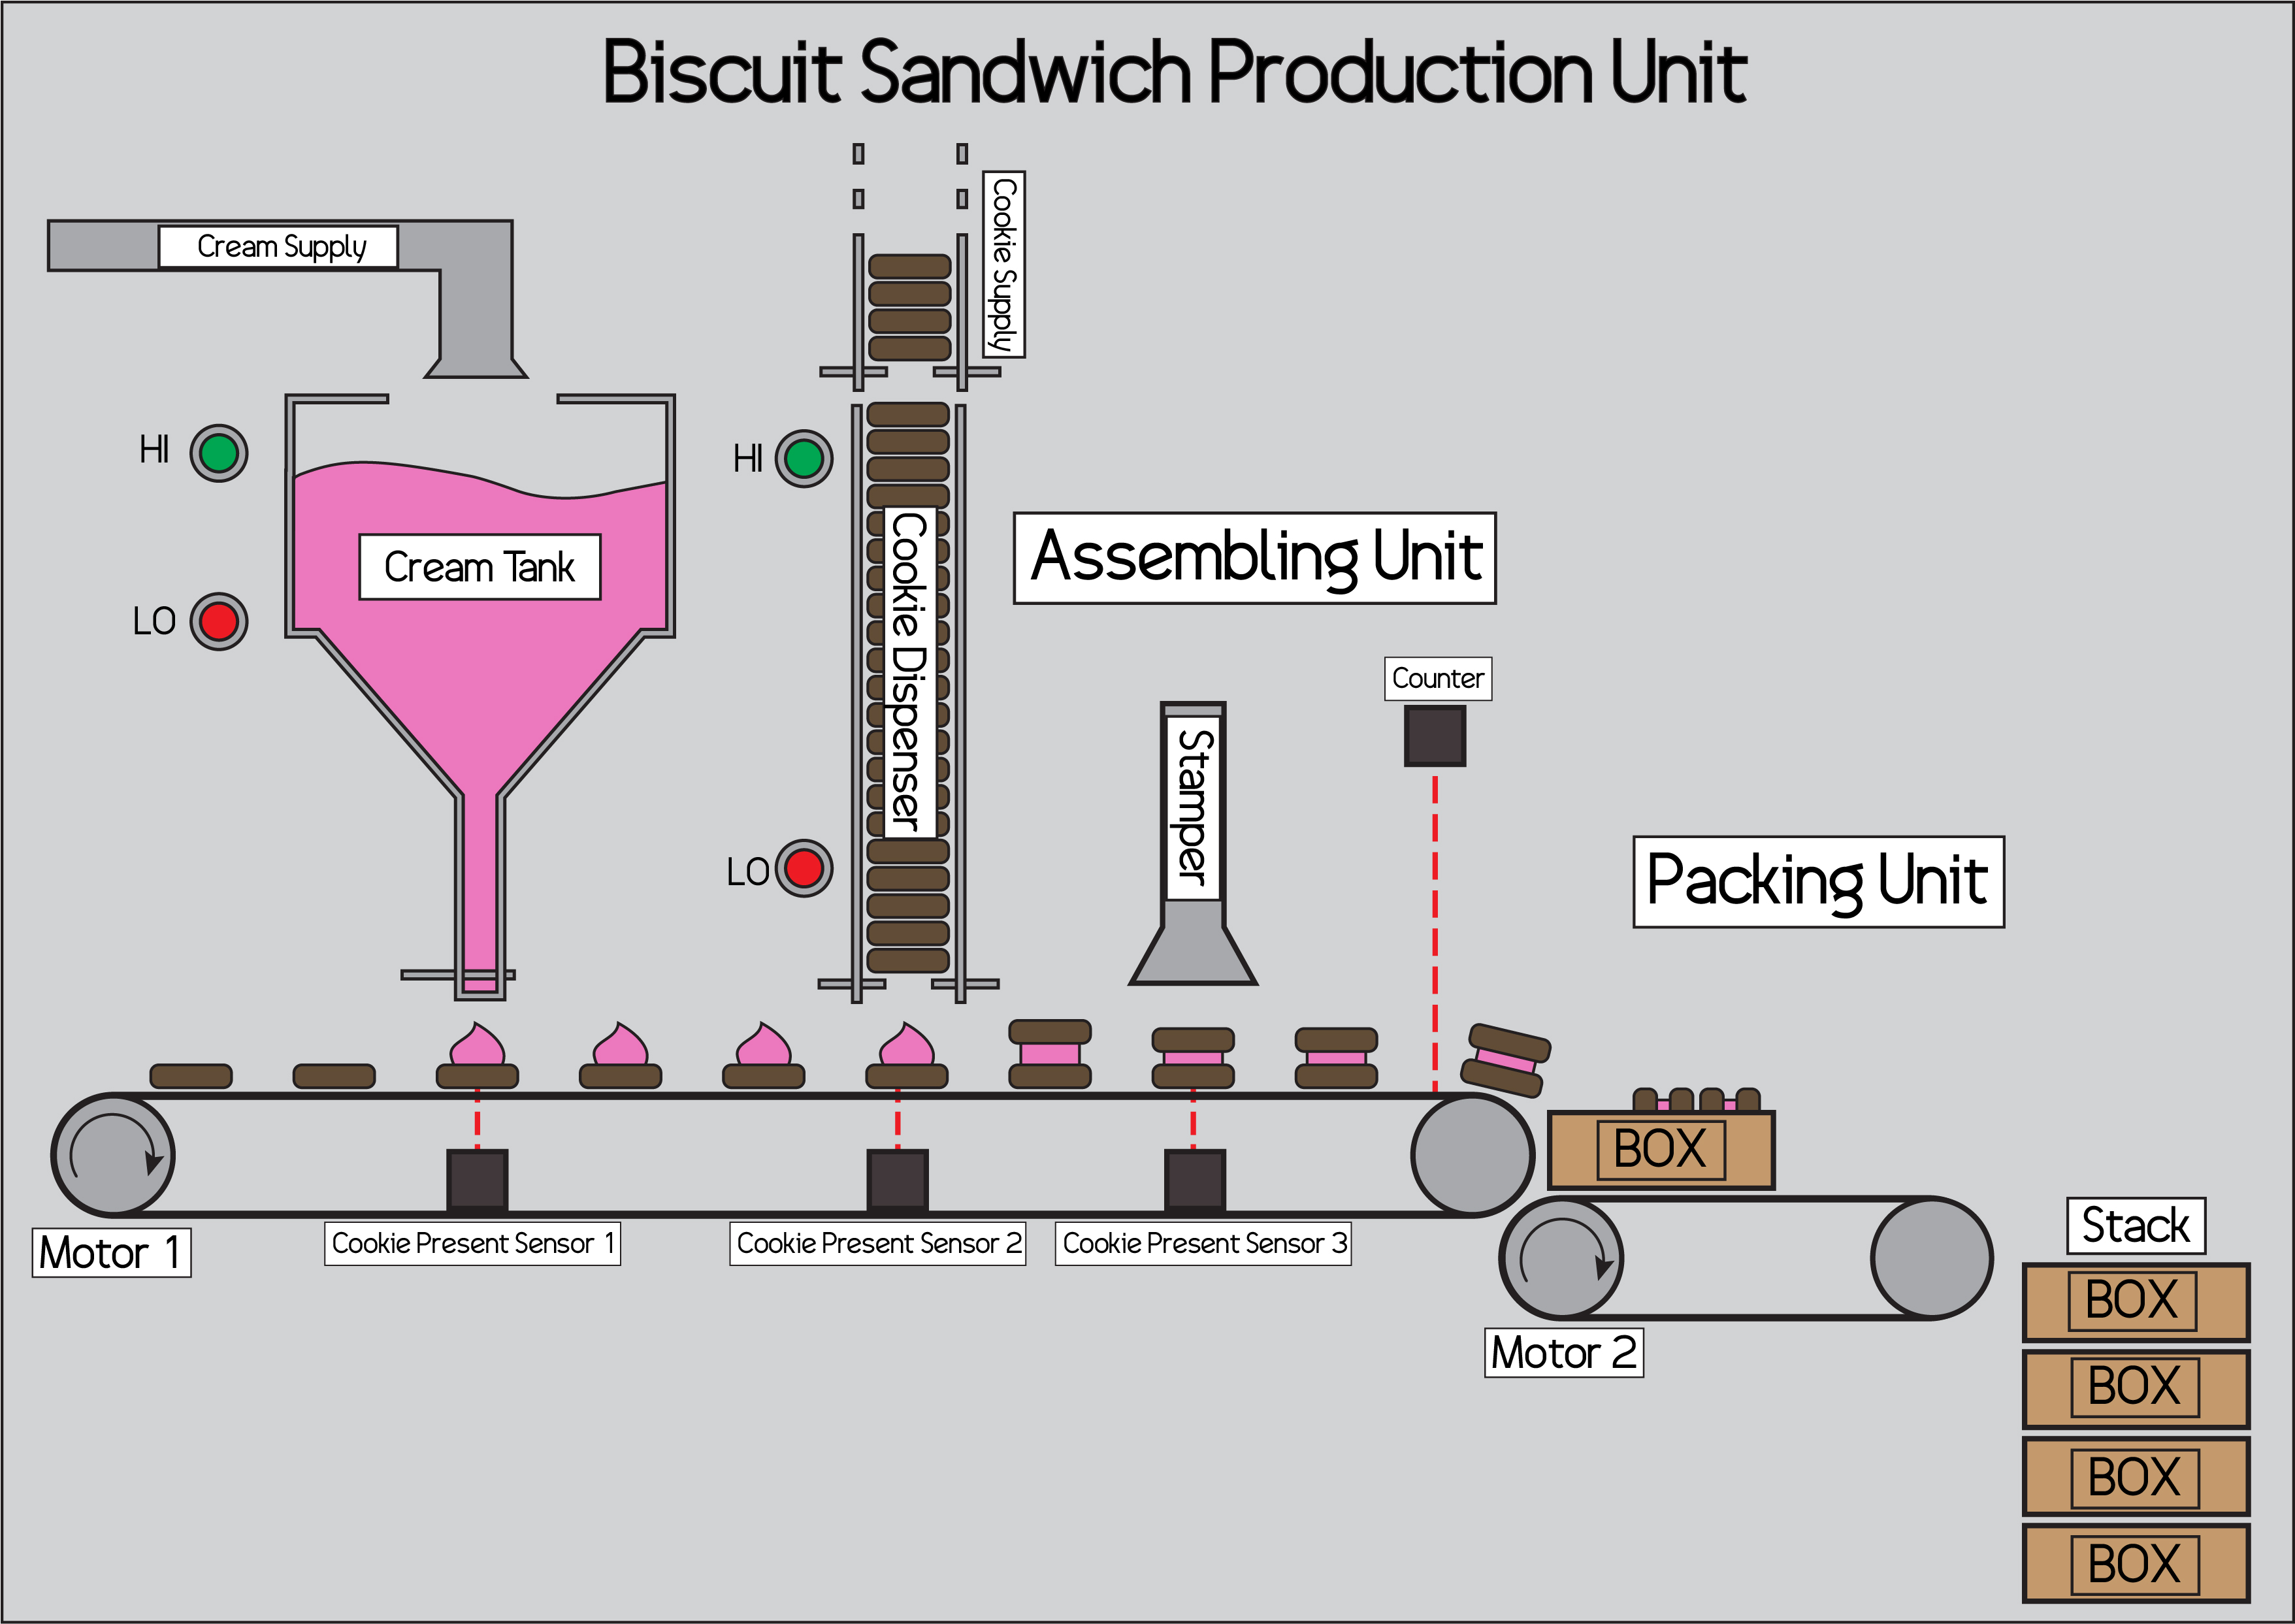 Biscuit Sandwich Production Unit
Cream Supply
Cookie Supply
HI
HI
Cream Tank
Cookie Dispenser
Assembling Unit
LO
LO
Counter
Stamper
Packing Unit
BOX
Motor 1
Cookie Present Sensor 1
Cookie Present Sensor 2
Cookie Present Sensor 3
Stack
Motor 2
BOX
BOX
BOX
BOX